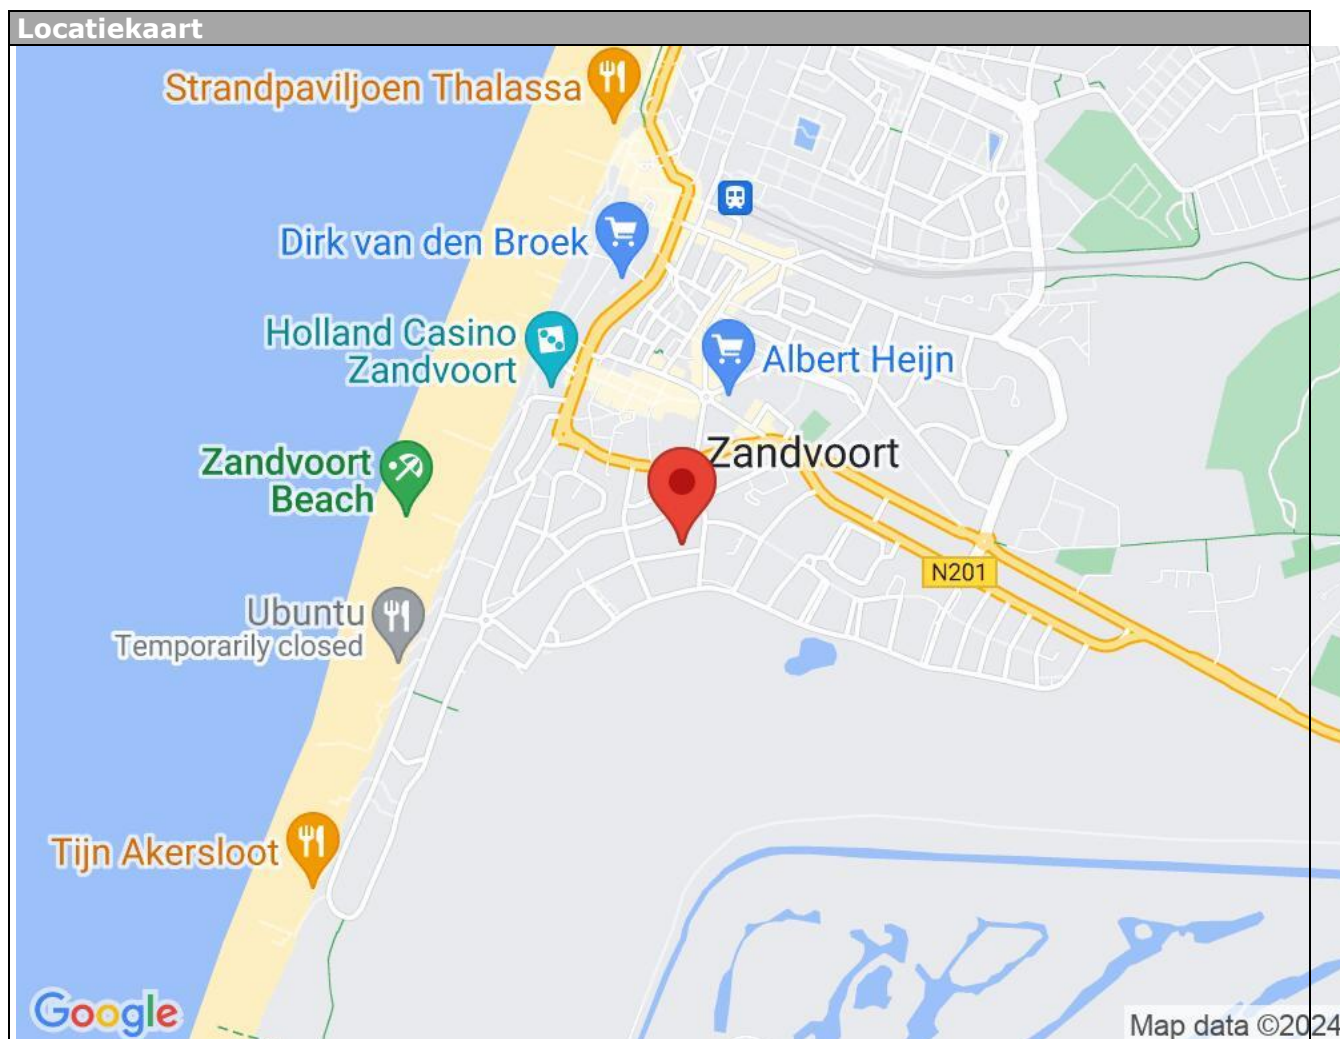 Locatiekaart
Strandpaviljoen Thalassa
Dirk van den Broek
Holland Casino
Zandvoort
Albert Heijn
Zandvoort
Zandvoort
Beach
N201
Ubuntu
Temporarily closed
Tijn Akersloot
Google
Map data ©2024